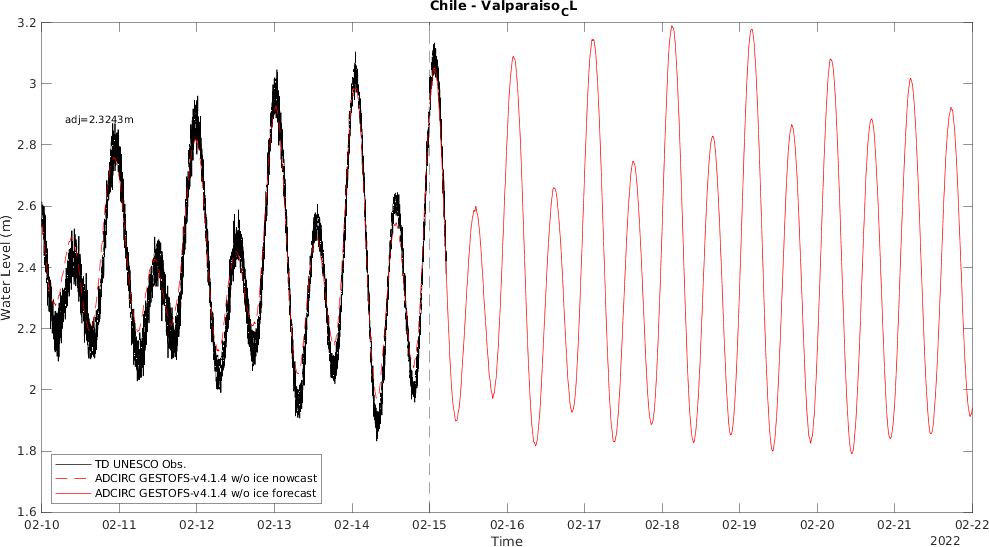 Chile - Valparaiso_CL
3.2
3
2.8
2.6
2.4
2.2
2
1.8
1.6
Water Level (m)
adj=2.3243m
TD UNESCO Obs.
ADCIRC GESTOFS-v4.1.4 w/o ice nowcast
ADCIRC GESTOFS-v4.1.4 w/o ice forecast
02-10 02-11 02-12 02-13 02-14 02-15 02-16 02-17 02-18 02-19 02-20 02-21 02-22
Time
2022